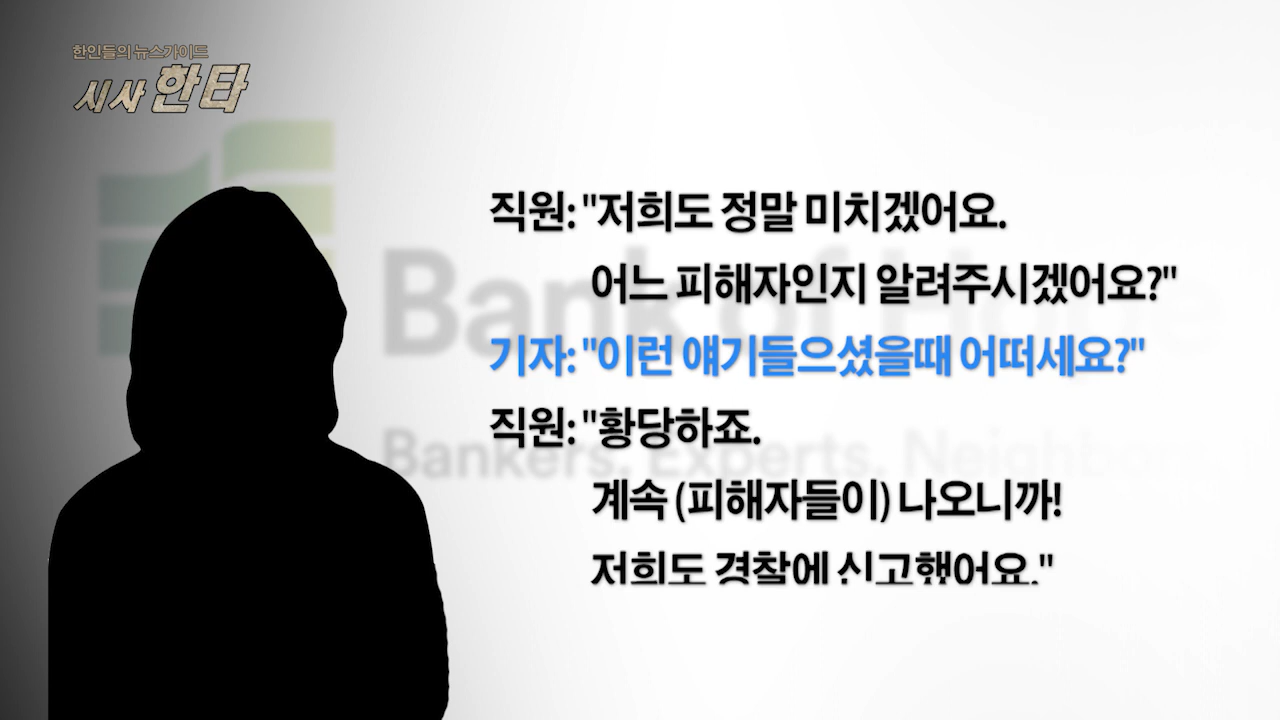 한인들의 뉴스가이드
시사 한타
직원: "저희도 정말 미치겠어요.
어느 피해자인지 알려주시겠어요?"
기자: "이런 얘기들으셨을때 어떠세요?"
직원: "황당하죠.
계속 (피해자들이) 나오니까!
저희도 경찰에 신고했어요."
Bank of Hope
Bankers. Experts. Neighbors.